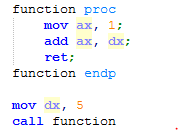 function proc
mov ax, 1;
add ax, dx;
ret;
function endp
mov dx, 5
call function